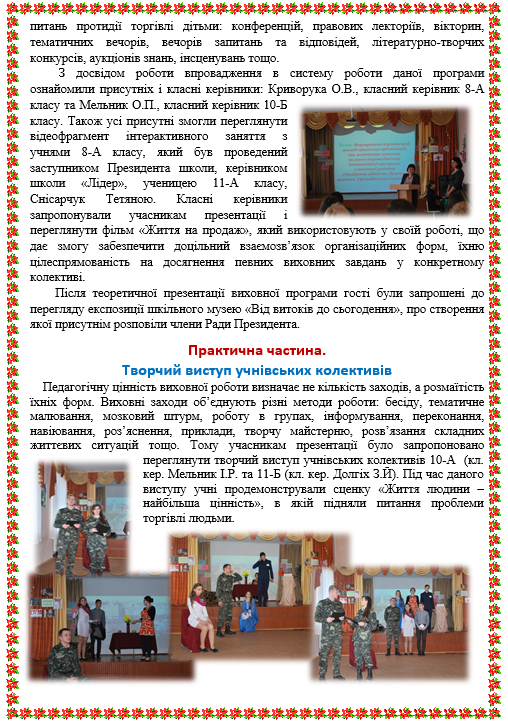 питань протидії торгівлі дітьми: конференцій, правових лекторіїв, вікторин,
тематичних вечорів, вечорів запитань та відповідей, літературно-творчих
конкурсів, аукціонів знань, інсценувань тощо.
З досвідом роботи впровадження в систему роботи даної програми
ознайомили присутніх і класні керівники: Криворука О.В., класний керівник 8-А
класу та Мельник О.П., класний керівник 10-Б
класу. Також усі присутні змогли переглянути
відеофрагмент інтерактивного заняття з
учнями 8-А класу, який був проведений
заступником Президента школи, керівником
школи «Лідер», ученицею 11-А класу,
Снісарчук Тетяною. Класні керівники
запропонували учасникам презентації і
переглянути фільм «Життя на продаж», який використовують у своїй роботі, що
дає змогу забезпечити доцільний взаємозв'язок організаційних форм, їхню
цілеспрямованість на досягнення певних виховних завдань у конкретному
колективі.
Після теоретичної презентації виховної програми гості були запрошені до
перегляду експозиції шкільного музею «Від витоків до сьогодення», про створення
якої присутнім розповіли члени Ради Президента.
Практична частина.
Творчий виступ учнівських колективів
Педагогічну цінність виховної роботи визначає не кількість заходів, а розмаїтість
їхніх форм. Виховні заходи об'єднують різні методи роботи: бесіду, тематичне
малювання, мозковий штурм, роботу в групах, інформування, переконання,
навіювання, роз'яснення, приклади, творчу майстерню, розв'язання складних
життєвих ситуацій тощо. Тому учасникам презентації було запропоновано
переглянути творчий виступ учнівських колективів 10-А (кл.
кер. Мельник І.Р. та 11-Б (кл. кер. Долгіх З.Й). Під час даного
виступу учні продемонстрували сценку «Життя людини –
найбільша цінність», в якій підняли питання проблеми
торгівлі людьми.